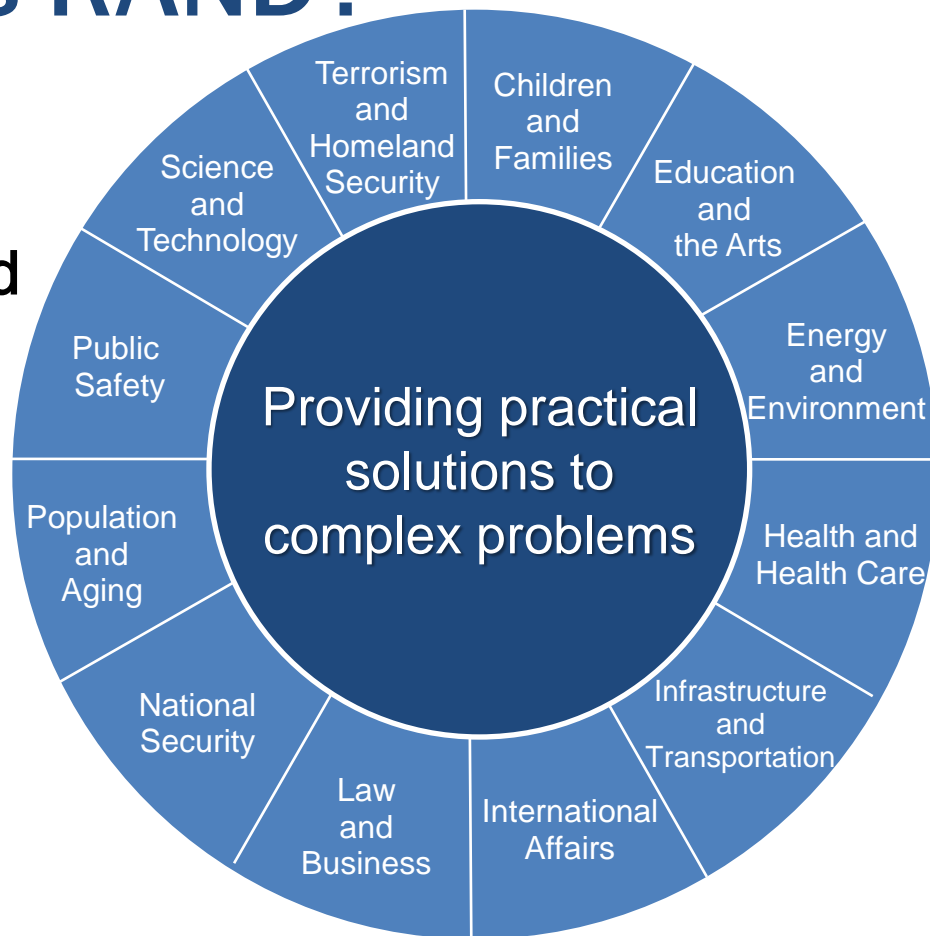 RAND?
d
Terrorism
and
Homeland
Security
Children
and
Families
Education
and
the Arts
Energy
and
Environment
Health and
Health Care
Infrastructure
and
Transportation
International
Affairs
Law
and
Business
National
Security
Population
and
Aging
Public
Safety
Science
and
Technology
Providing practical
solutions to
complex problems